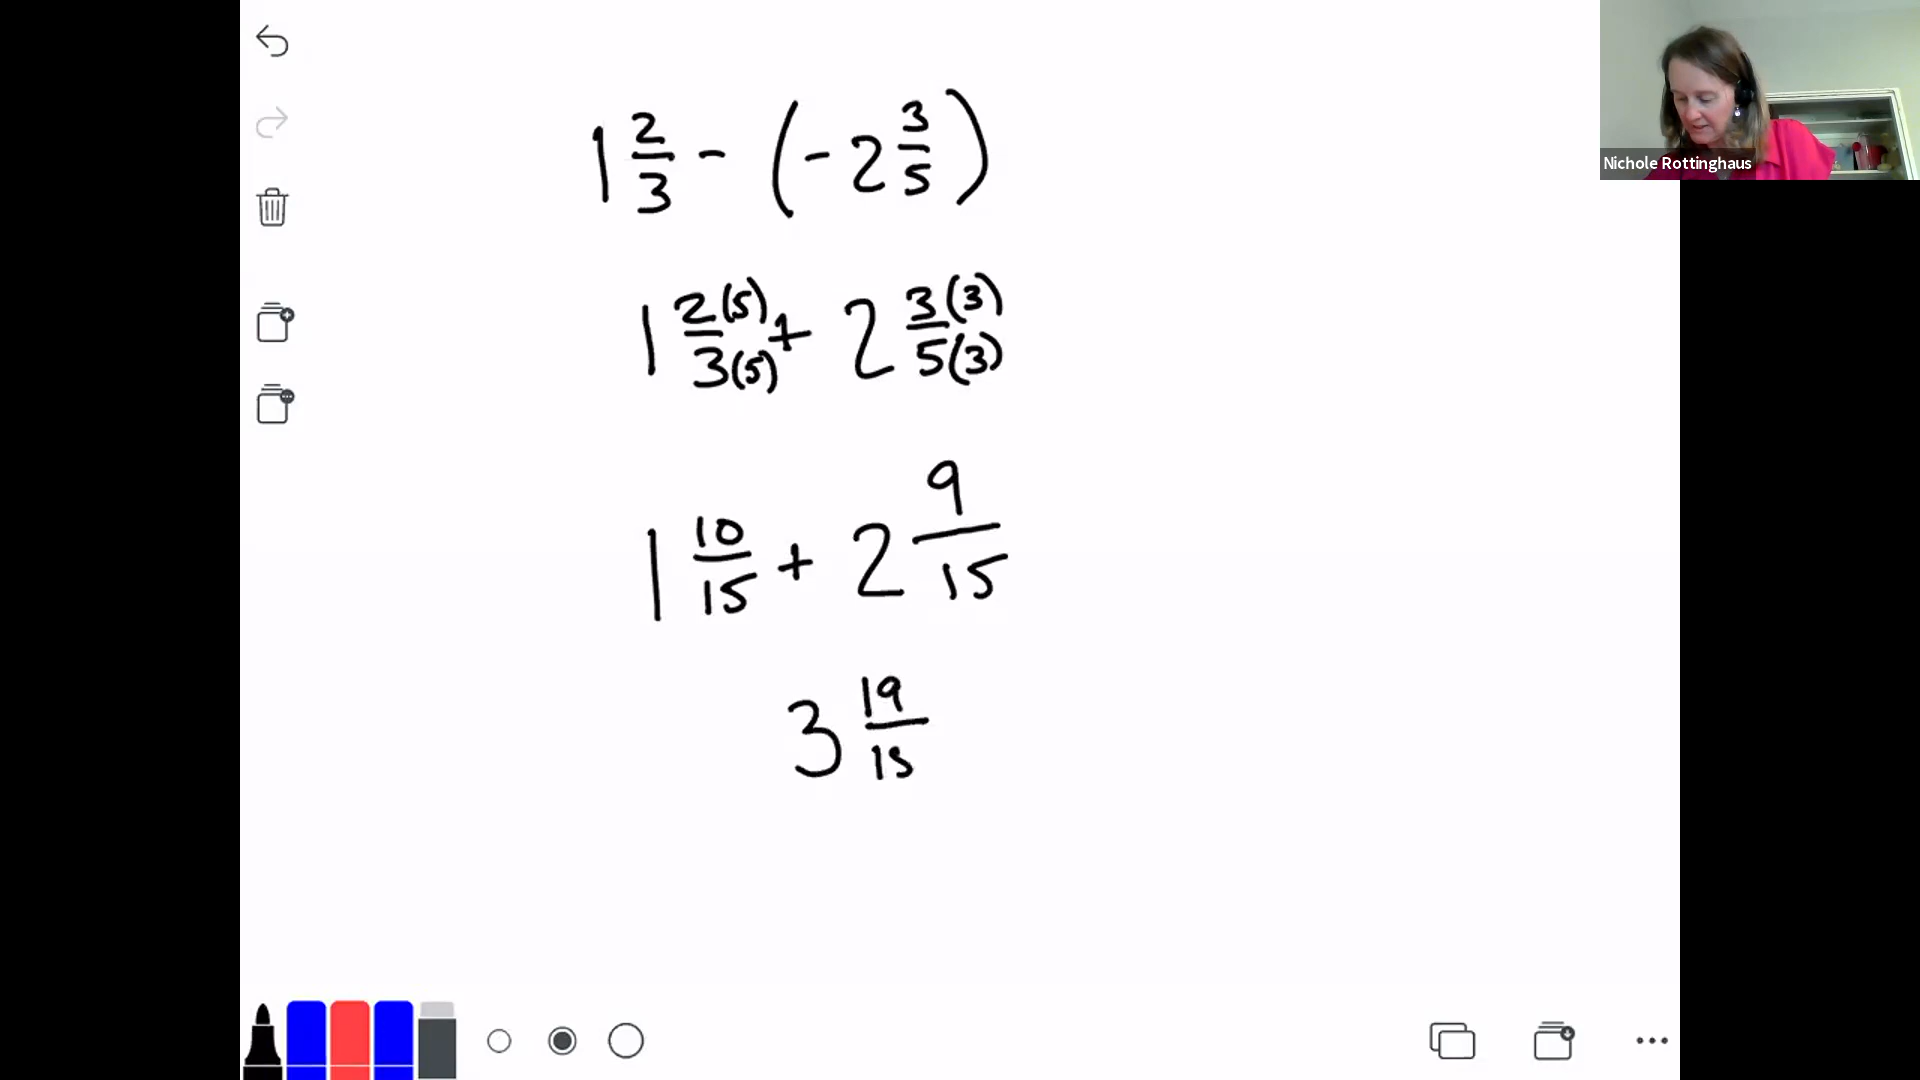 Nichole Rottinghaus
1 2/3 - (-2 3/5)
1 2(5)/3(5) + 2 3(3)/5(3)
1 10/15 + 2 9/15
3 19/15